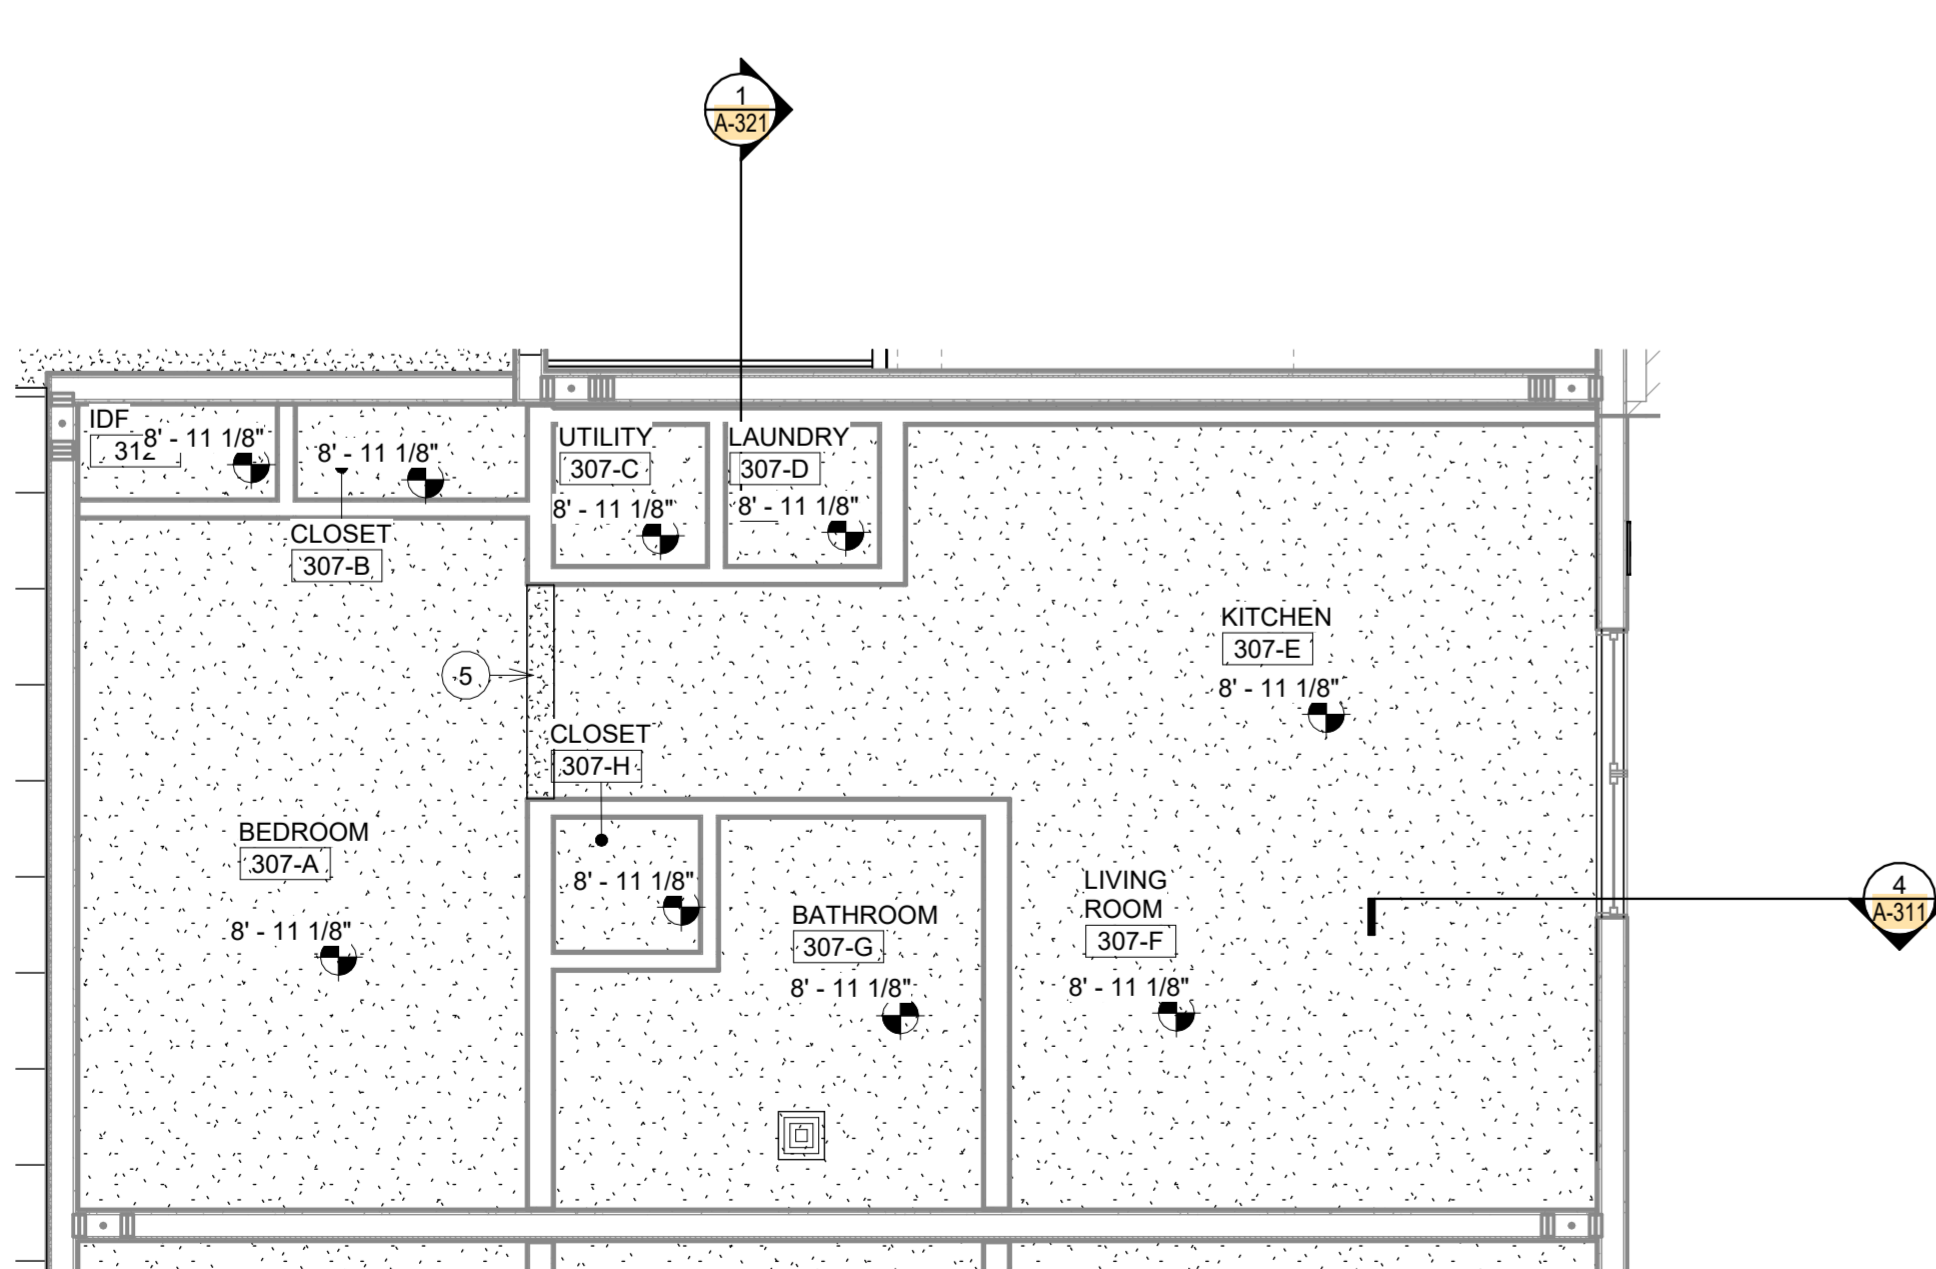 1
A-321
IDF
312
8' - 11 1/8"
8' - 11 1/8"
CLOSET
307-B
UTILITY
307-C
8' - 11 1/8"
LAUNDRY
307-D
8' - 11 1/8"
KITCHEN
307-E
8' - 11 1/8"
5
CLOSET
307-H
8' - 11 1/8"
BEDROOM
307-A
8' - 11 1/8"
BATHROOM
307-G
8' - 11 1/8"
LIVING
ROOM
307-F
8' - 11 1/8"
4
A-311